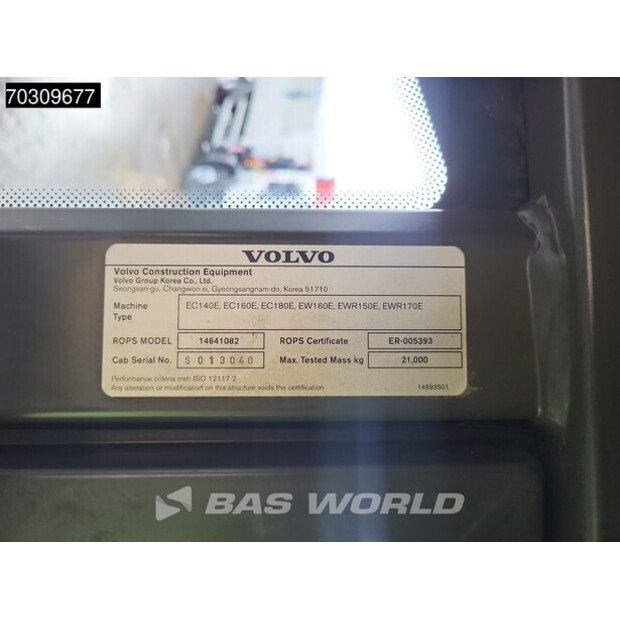 70309677
VOLVO
Volvo Construction Equipment
Volvo Group Korea Co., Ltd.
Seongsan-gu, Changwon-si, Gyeongsangnam-do, Korea 51710
Machine Type EC140E, EC160E, EC180E, EW160E, EWR150E, EWR170E
ROPS MODEL 14641082 ROPS Certificate ER-005393
Cab Serial No. S 013040 Max. Tested Mass kg 21,000
Performance criteria met: ISO 12117-2
Any alteration or modification on this structure voids the certification 14693501
BAS WORLD